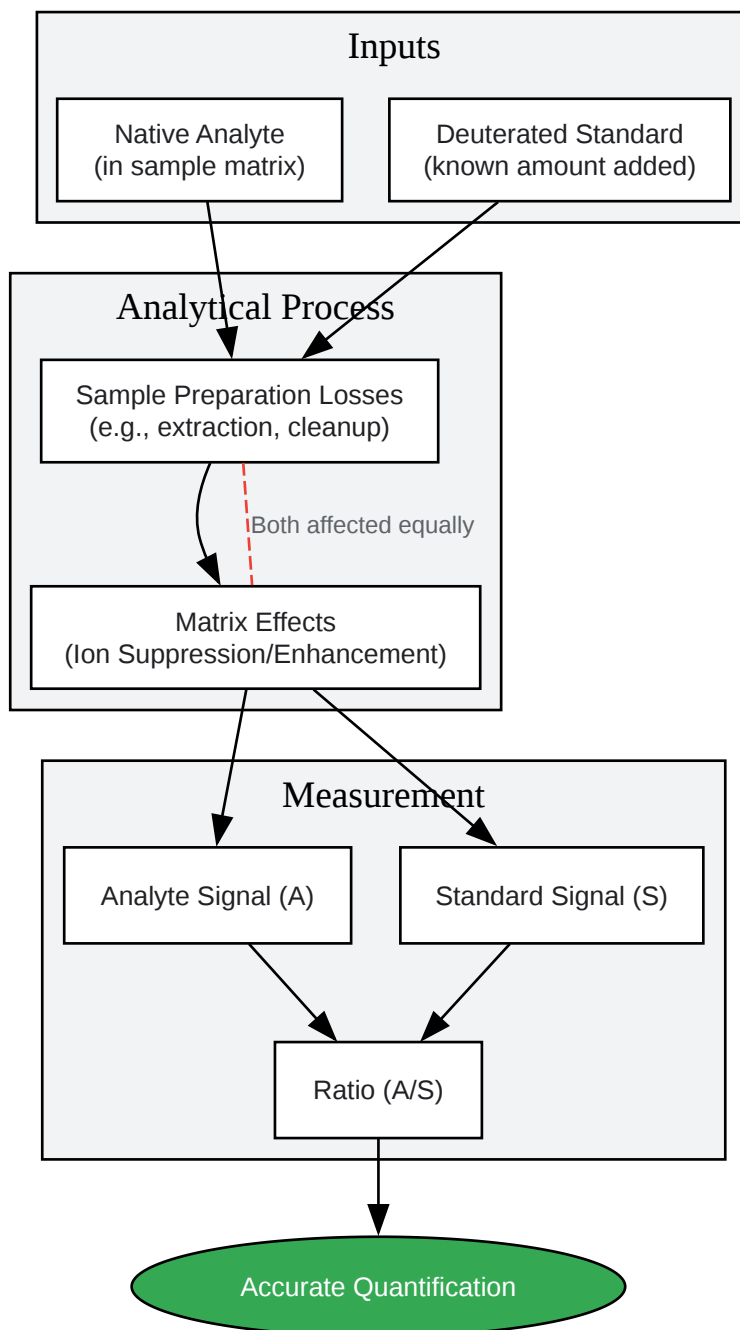 Inputs
Native Analyte
(in sample matrix)
Deuterated Standard
(known amount added)
Analytical Process
Sample Preparation Losses
(e.g., extraction, cleanup)
Both affected equally
Matrix Effects
(Ion Suppression/Enhancement)
Measurement
Analyte Signal (A)
Standard Signal (S)
Ratio (A/S)
Accurate Quantification